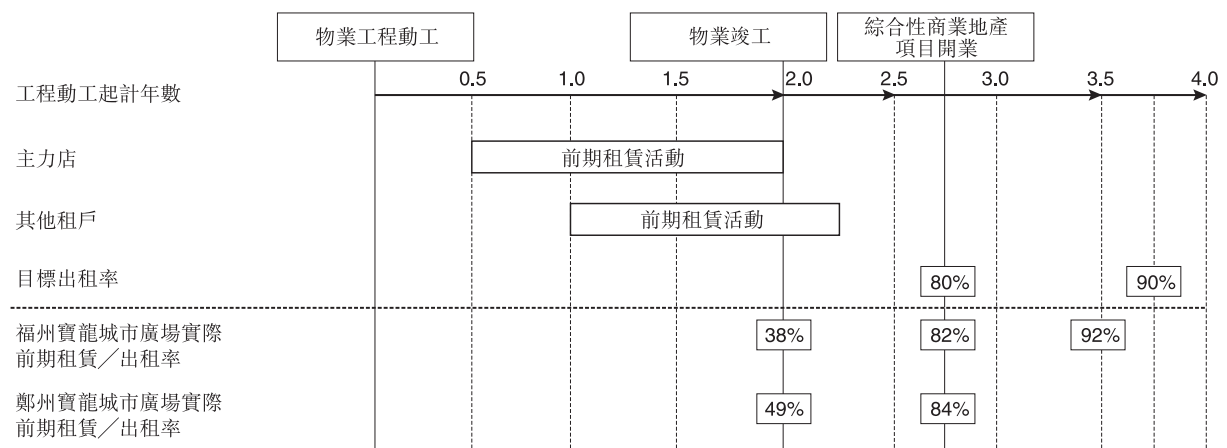 物業工程動工
物業竣工
綜合性商業地產
項目開業
工程動工起計年數
0.5 1.0 1.5 2.0 2.5 3.0 3.5 4.0
主力店
前期租賃活動
其他租戶
前期租賃活動
目標出租率
80% 90%
福州寶龍城市廣場實際
前期租賃／出租率
38% 82% 92%
鄭州寶龍城市廣場實際
前期租賃／出租率
49% 84%